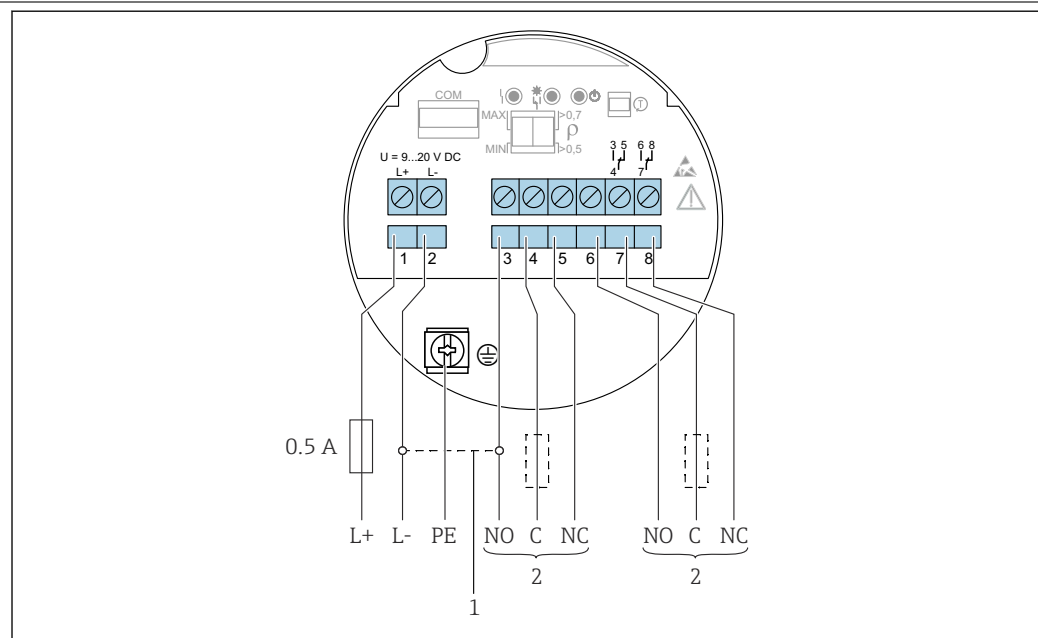 COM
MAX
>0,7
ρ
MIN
>0,5
U = 9...20 V DC
L+ L-
3 5 6 8
4 7
T
1 2 3 4 5 6 7 8
0.5 A
L+ L- PE NO C NC NO C NC
2 2
1